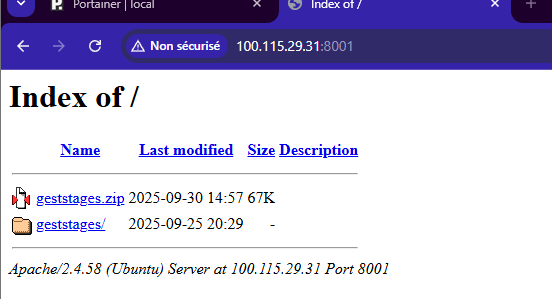 Portainer | local
Index of /
Non sécurisé 100.115.29.31:8001
Index of /
Name Last modified Size Description
geststages.zip 2025-09-30 14:57 67K
geststages/ 2025-09-25 20:29 -
Apache/2.4.58 (Ubuntu) Server at 100.115.29.31 Port 8001